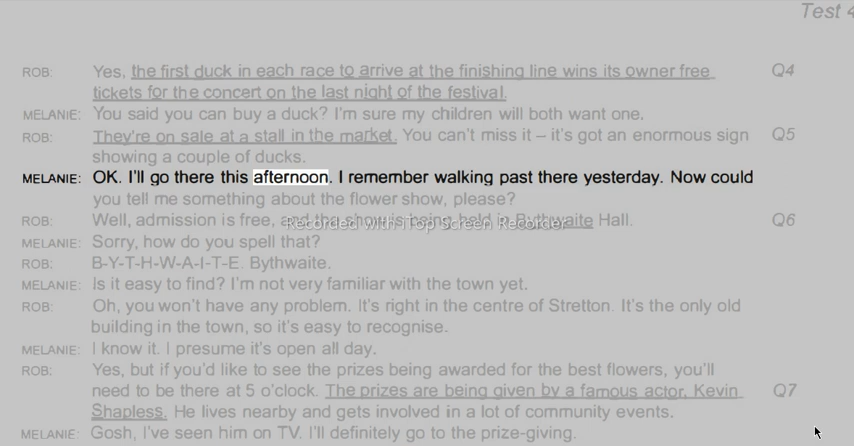 Test 4
ROB: Yes, the first duck in each race to arrive at the finishing line wins its owner free Q4
tickets for the concert on the last night of the festival.
MELANIE: You said you can buy a duck? I'm sure my children will both want one.
ROB: They're on sale at a stall in the market. You can't miss it – it's got an enormous sign Q5
showing a couple of ducks.
MELANIE: OK. I'll go there this afternoon. I remember walking past there yesterday. Now could
you tell me something about the flower show, please?
ROB: Well, admission is free, and the show is being held in Bythwaite Hall. Q6
Recorded with iTop Screen Recorder
MELANIE: Sorry, how do you spell that?
ROB: B-Y-T-H-W-A-I-T-E. Bythwaite.
MELANIE: Is it easy to find? I'm not very familiar with the town yet.
ROB: Oh, you won't have any problem. It's right in the centre of Stretton. It's the only old
building in the town, so it's easy to recognise.
MELANIE: I know it. I presume it's open all day.
ROB: Yes, but if you'd like to see the prizes being awarded for the best flowers, you'll
need to be there at 5 o'clock. The prizes are being given by a famous actor, Kevin Q7
Shapless. He lives nearby and gets involved in a lot of community events.
MELANIE: Gosh, I've seen him on TV. I'll definitely go to the prize-giving.